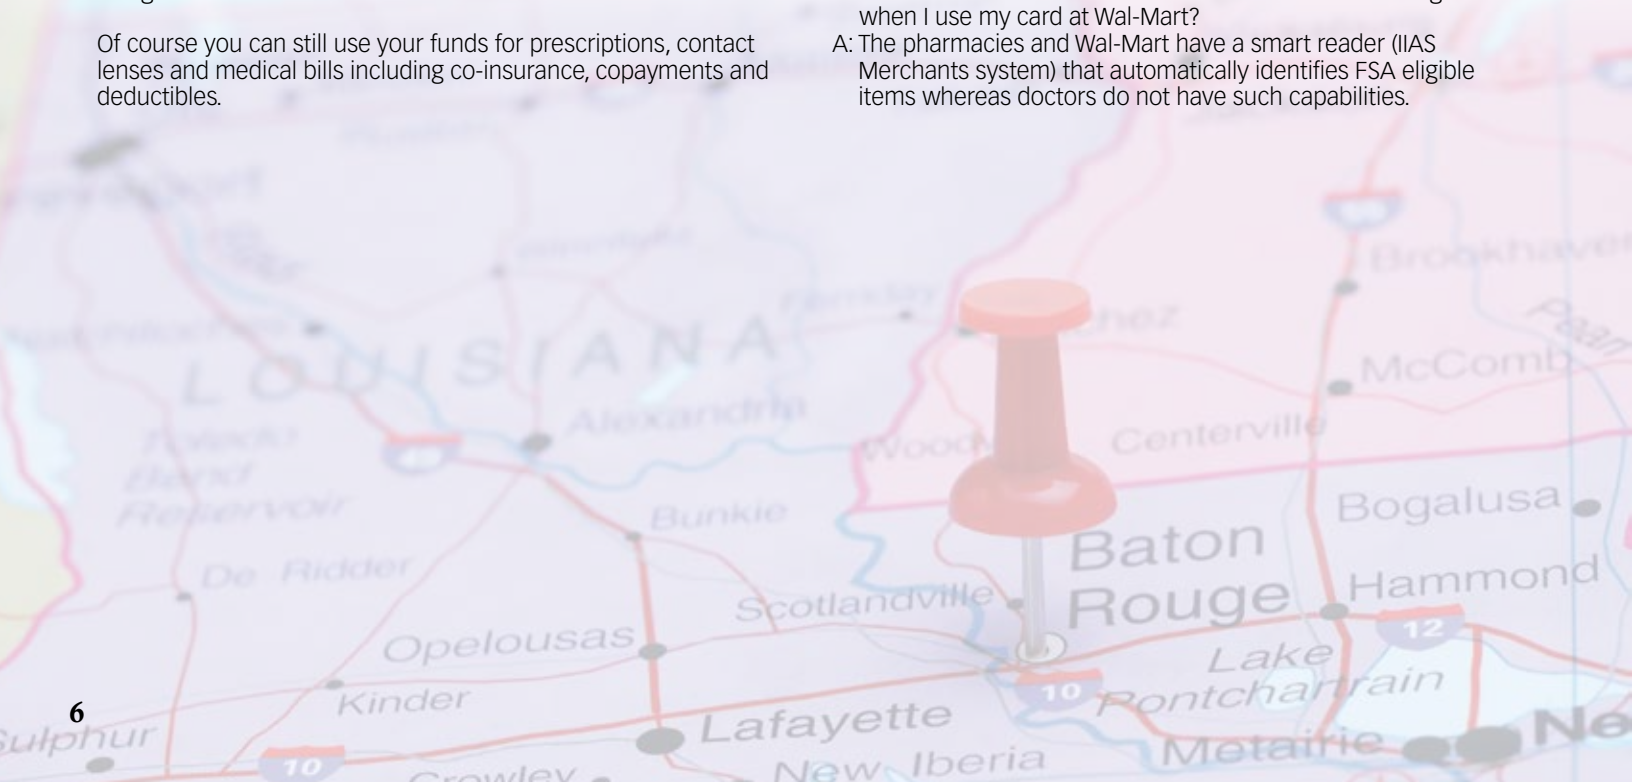 Of course you can still use your funds for prescriptions, contact
lenses and medical bills including co-insurance, copayments and
deductibles.
when I use my card at Wal-Mart?
A: The pharmacies and Wal-Mart have a smart reader (IIAS
Merchants system) that automatically identifies FSA eligible
items whereas doctors do not have such capabilities.
Brookhaven
Ferriday
LOUISIANA
McComb
Alexandria
Toledo
Bend
Reservoir
Centerville
Bunkie
Bogalusa
Baton
Rouge
De Ridder
Hammond
Scotlandville
12
Opelousas
Lake
Pontchartrain
10
Kinder
6
Lafayette
Sulphur
Metairie
Ne
10
New Iberia
Crowley